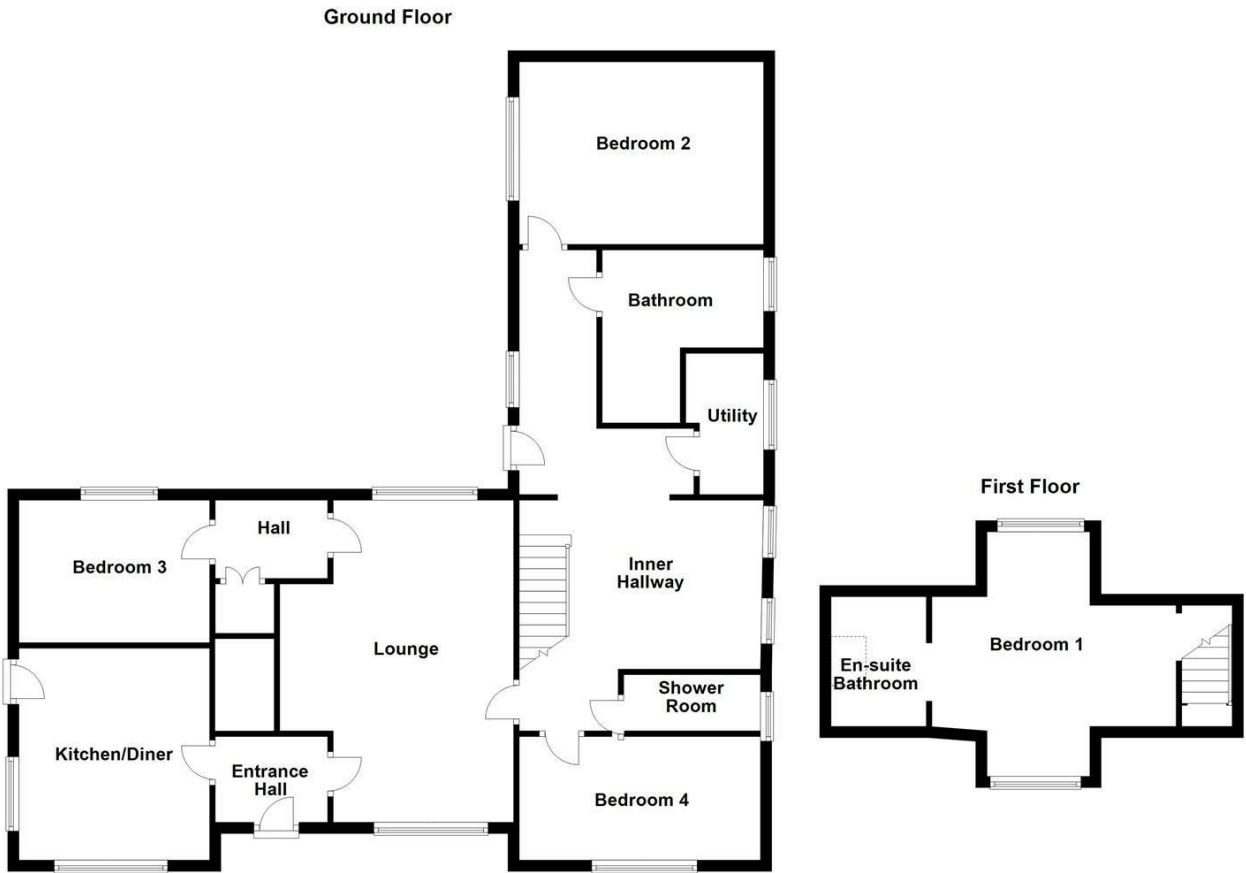 Ground Floor
Bedroom 2
Bathroom
Utility
Hall
Bedroom 3
Inner
Hallway
Lounge
Shower
Room
Kitchen/Diner
Entrance
Hall
Bedroom 4
First Floor
Bedroom 1
En-suite
Bathroom